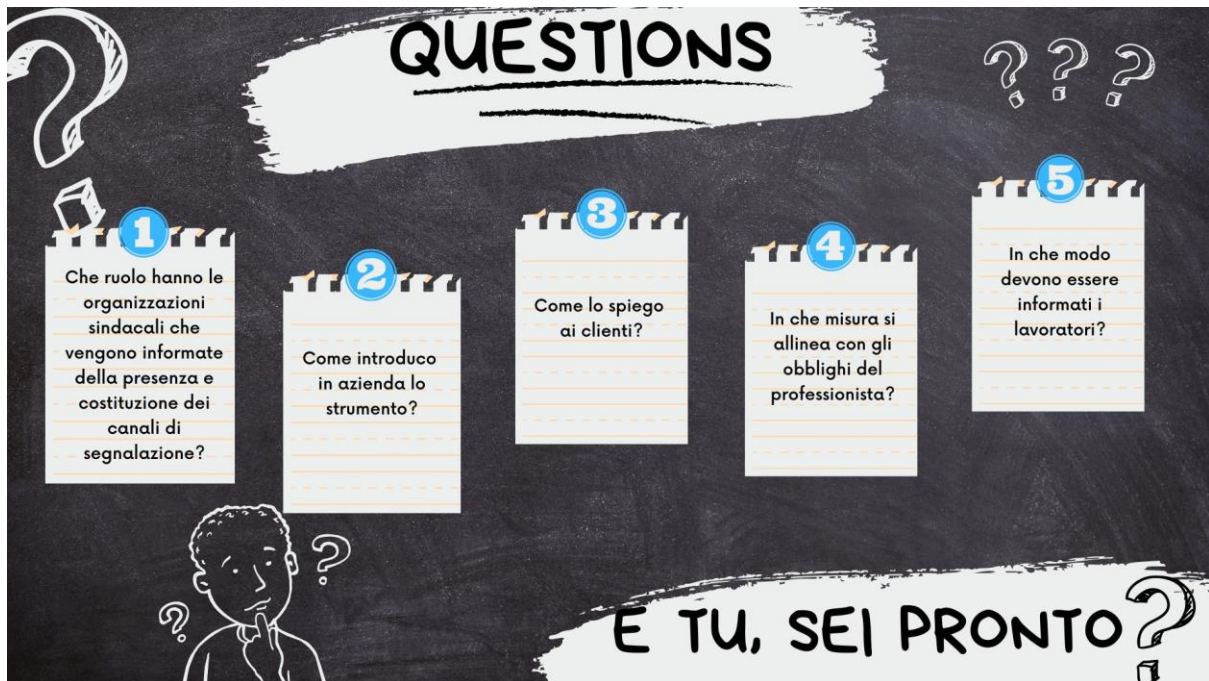 QUESTIONS
1
Che ruolo hanno le
organizzazioni
sindacali che
vengono informate
della presenza e
costituzione dei
canali di
segnalazione?
2
Come introduco
in azienda lo
strumento?
3
Come lo spiego
ai clienti?
4
In che misura si
allinea con gli
obblighi del
professionista?
5
In che modo
devono essere
informati i
lavoratori?
E TU, SEI PRONTO?